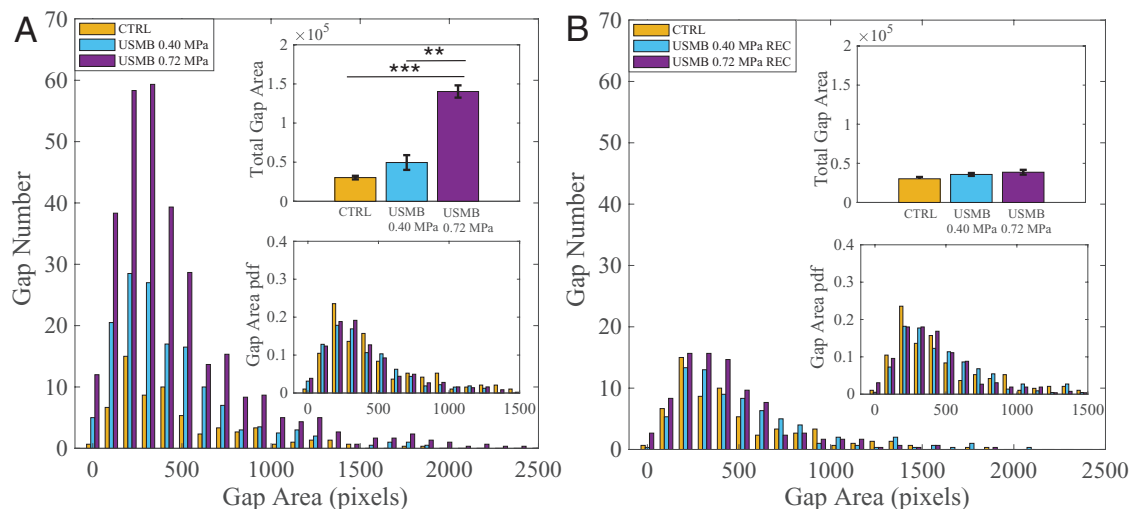 A
CTRL
USMB 0.40 MPa
USMB 0.72 MPa
70
60
50
40
30
20
10
0
Gap Number
0 500 1000 1500 2000 2500
Gap Area (pixels)
× 10⁵
2
1.5
1
0.5
0
Total Gap Area
***
**
CTRL USMB USMB
0.40 MPa 0.72 MPa
0.4
0.3
0.2
0.1
0
Gap Area pdf
0 500 1000 1500
B
CTRL
USMB 0.40 MPa REC
USMB 0.72 MPa REC
70
60
50
40
30
20
10
0
Gap Number
0 500 1000 1500 2000 2500
Gap Area (pixels)
× 10⁵
2
1.5
1
0.5
0
Total Gap Area
CTRL USMB USMB
0.40 MPa 0.72 MPa
0.4
0.3
0.2
0.1
0
Gap Area pdf
0 500 1000 1500